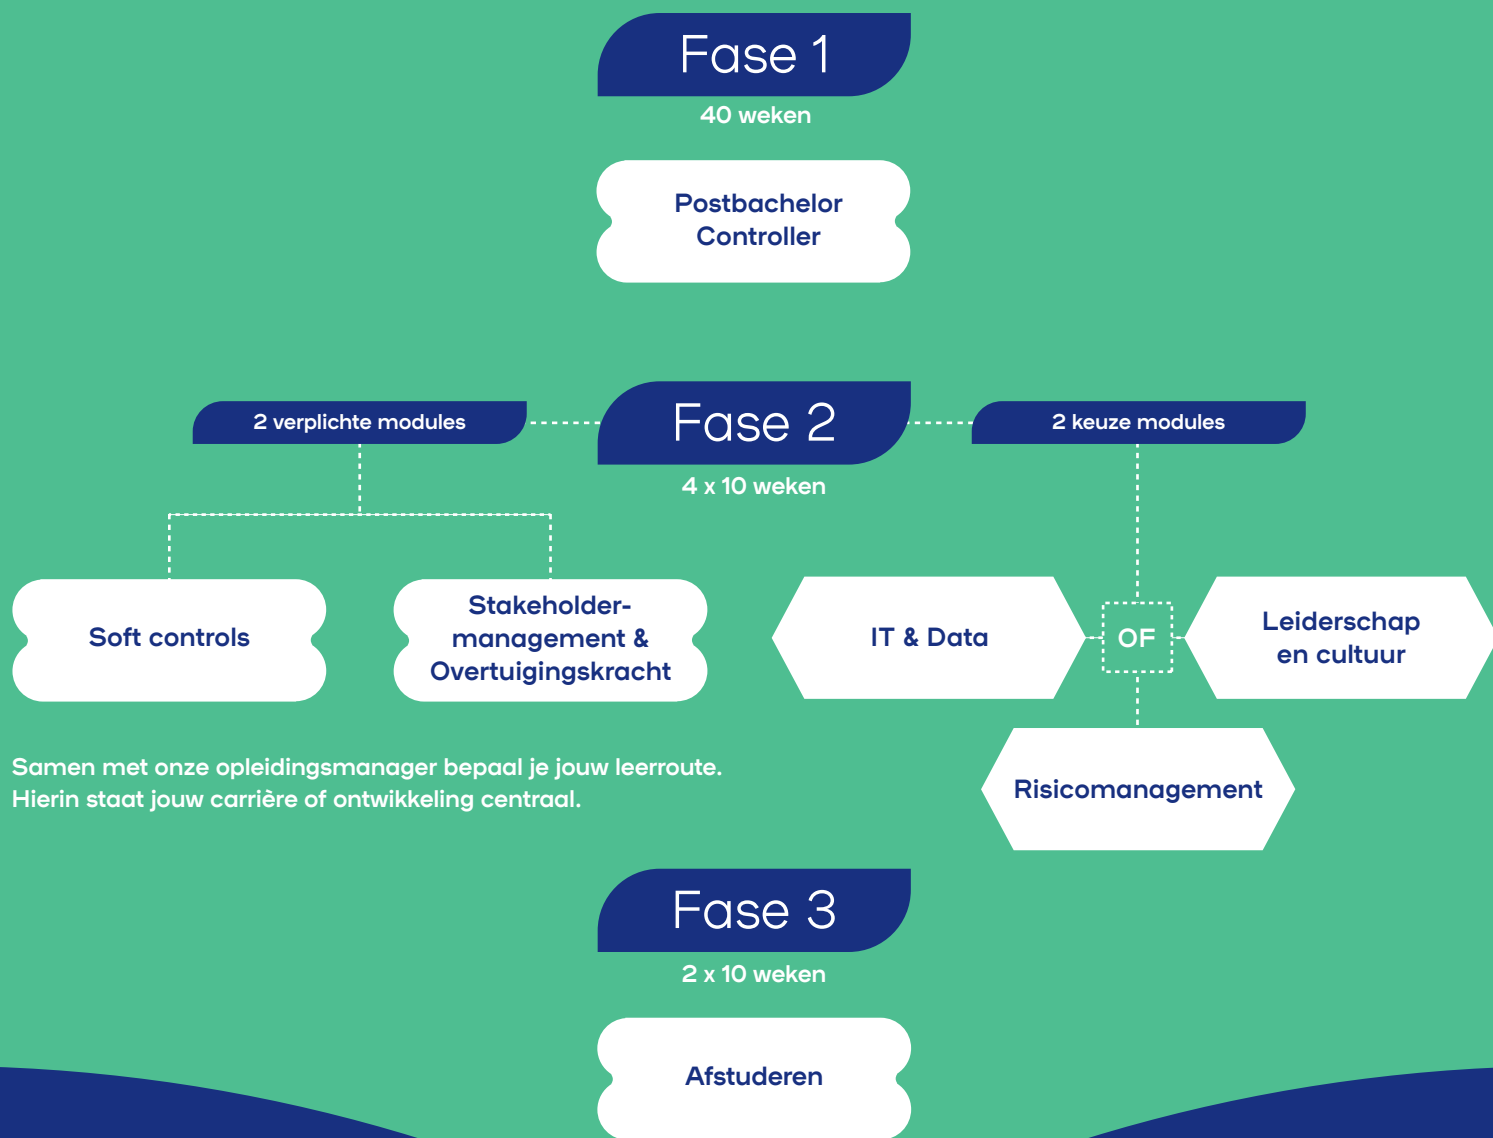 Fase 1
40 weken
Postbachelor
Controller
2 verplichte modules
Fase 2
2 keuze modules
4 x 10 weken
Soft controls
Stakeholder-
management &
Overtuigingskracht
IT & Data
OF
Leiderschap
en cultuur
Risicomanagement
Samen met onze opleidingsmanager bepaal je jouw leerroute.
Hierin staat jouw carrière of ontwikkeling centraal.
Fase 3
2 x 10 weken
Afstuderen